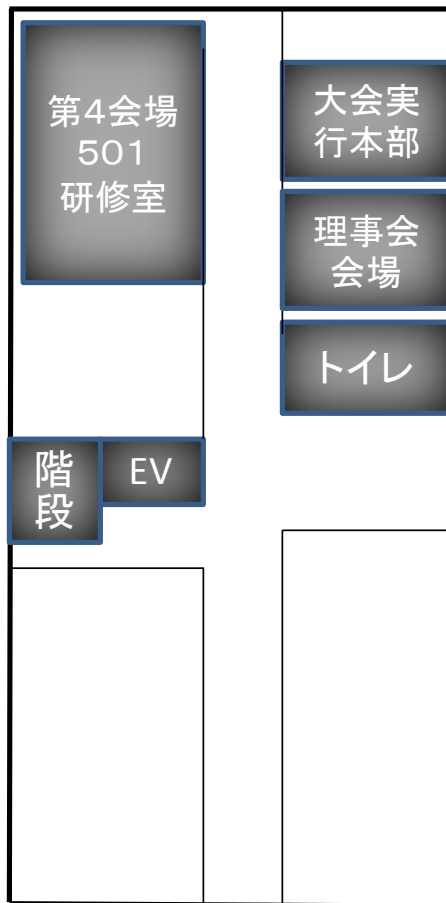 第4会場
501
研修室
大会実
行本部
理事会
会場
トイレ
階
段
EV